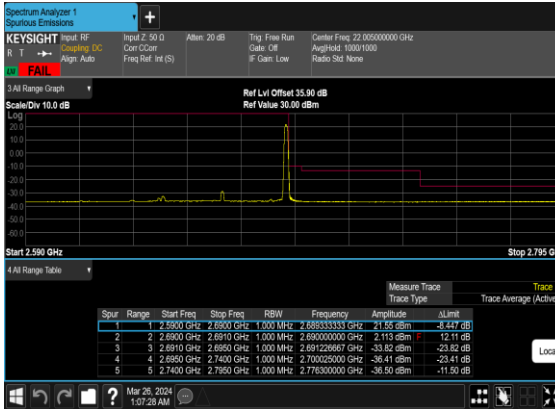 Spectrum Analyzer 1
Spurious Emissions
KEYSIGHT Input: RF Input Z: 50 Ω Atten: 20 dB Trig: Free Run Center Freq: 22.005000000 GHz
R T Coupling: DC Corr CCorr Gate: Off Avg|Hold: 1000/1000
Align: Auto Freq Ref: Int (S) IF Gain: Low Radio Std: None
FAIL
3 All Range Graph
Ref Lvl Offset 35.90 dB
Scale/Div 10.0 dB Ref Value 30.00 dBm
Log
20.0
10.0
0.00
-10.0
-20.0
-30.0
-40.0
-50.0
-60.0
Start 2.590 GHz Stop 2.795 G
4 All Range Table
Measure Trace Trace
Trace Type Trace Average (Active
Spur Range Start Freq Stop Freq RBW Frequency Amplitude ΔLimit
1 1 2.5900 GHz 2.6900 GHz 1.000 MHz 2.689333333 GHz 21.55 dBm -8.447 dB
2 2 2.6900 GHz 2.6910 GHz 1.000 MHz 2.690000000 GHz 2.113 dBm F 12.11 dB
3 3 2.6910 GHz 2.6950 GHz 1.000 MHz 2.691226667 GHz -33.82 dBm -23.82 dB
4 4 2.6950 GHz 2.7400 GHz 1.000 MHz 2.700025000 GHz -36.41 dBm -23.41 dB
5 5 2.7400 GHz 2.7950 GHz 1.000 MHz 2.776300000 GHz -36.50 dBm -11.50 dB
Loca
Mar 26, 2024
1:07:28 AM